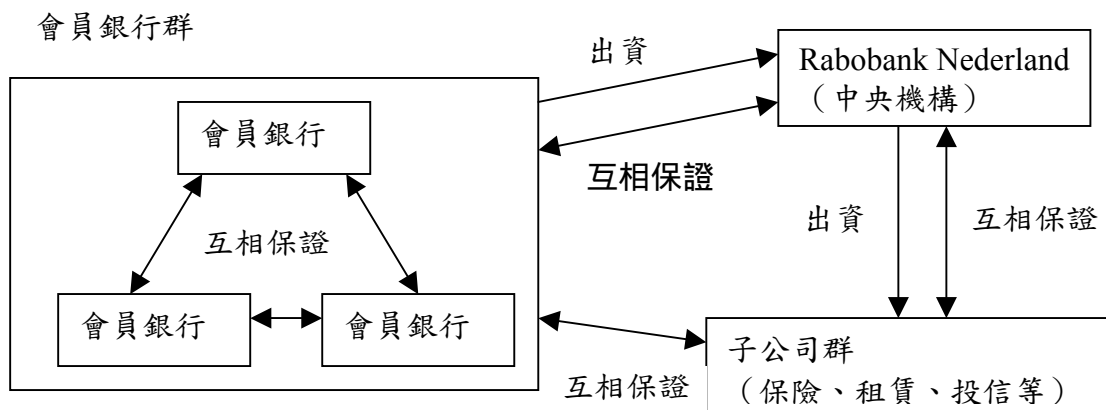 會員銀行群
出資
Rabobank Nederland
（中央機構）
會員銀行
互相保證
互相保證
出資
互相保證
會員銀行
會員銀行
子公司群
（保險、租賃、投信等）
互相保證